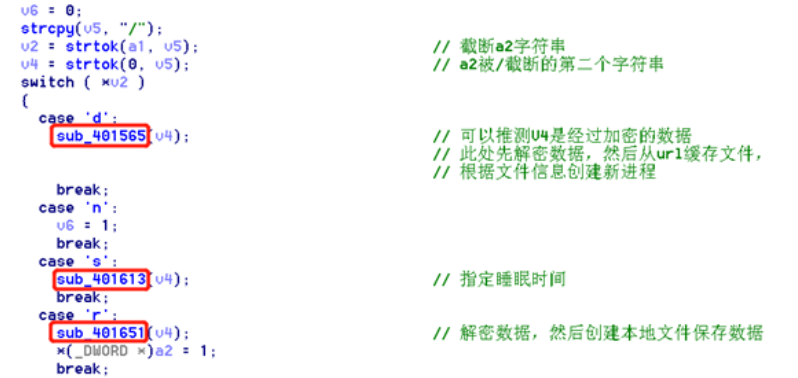 v6 = 0;
strcpy(v5, "/");
v2 = strtok(a1, v5); // 截断a2字符串
v4 = strtok(0, v5); // a2被/截断的第二个字符串
switch ( *v2 )
{
case 'd':
sub_401565(v4); // 可以推测V4是经过加密的数据
// 此处先解密数据，然后从url缓存文件，
// 根据文件信息创建新进程
break;
case 'n':
v6 = 1;
break;
case 's':
sub_401613(v4); // 指定睡眠时间
break;
case 'r':
sub_401651(v4); // 解密数据，然后创建本地文件保存数据
*(_DWORD *)a2 = 1;
break;